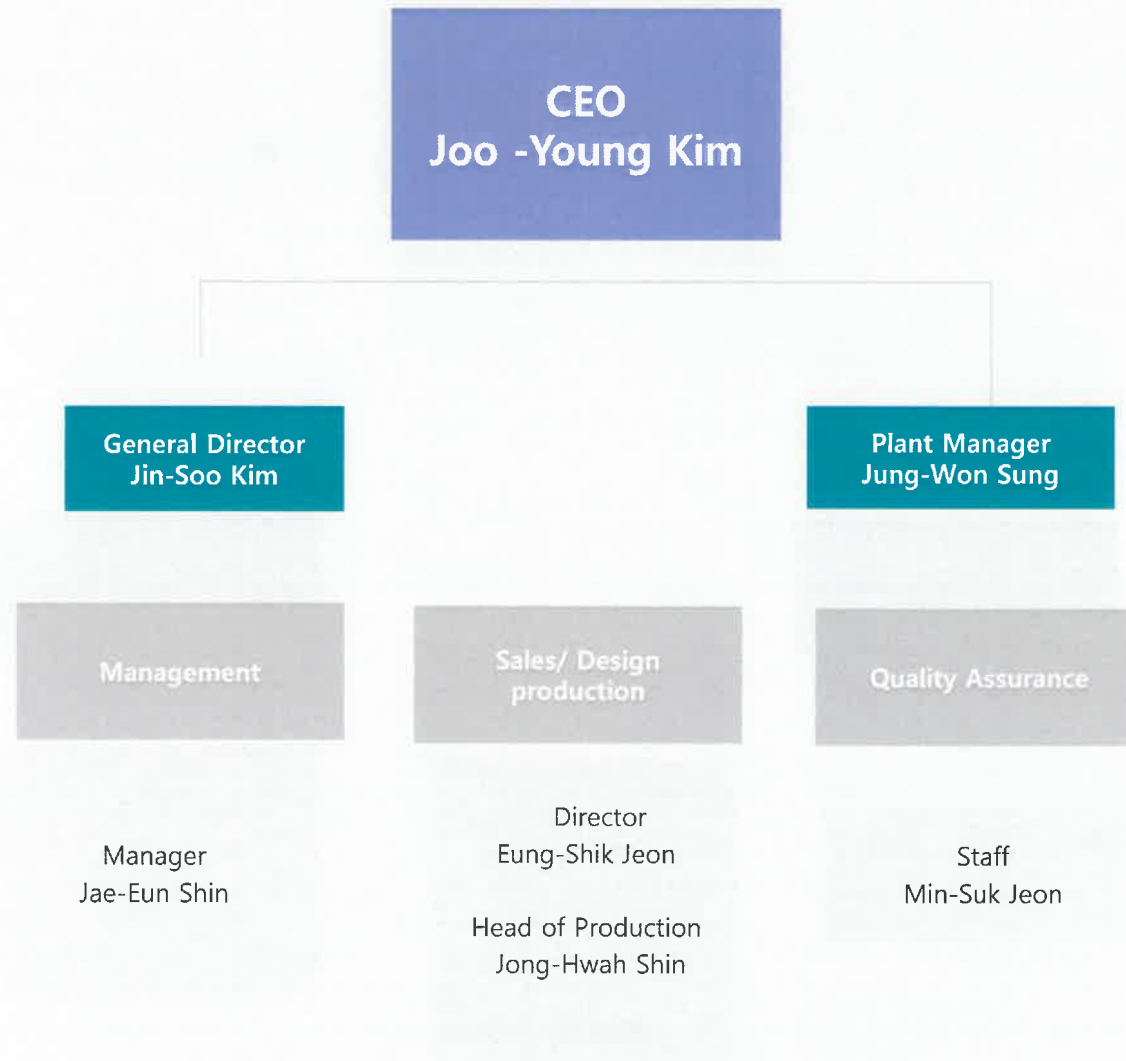 CEO
Joo -Young Kim
General Director
Jin-Soo Kim
Plant Manager
Jung-Won Sung
Management
Sales/ Design
production
Quality Assurance
Manager
Jae-Eun Shin
Director
Eung-Shik Jeon
Head of Production
Jong-Hwah Shin
Staff
Min-Suk Jeon